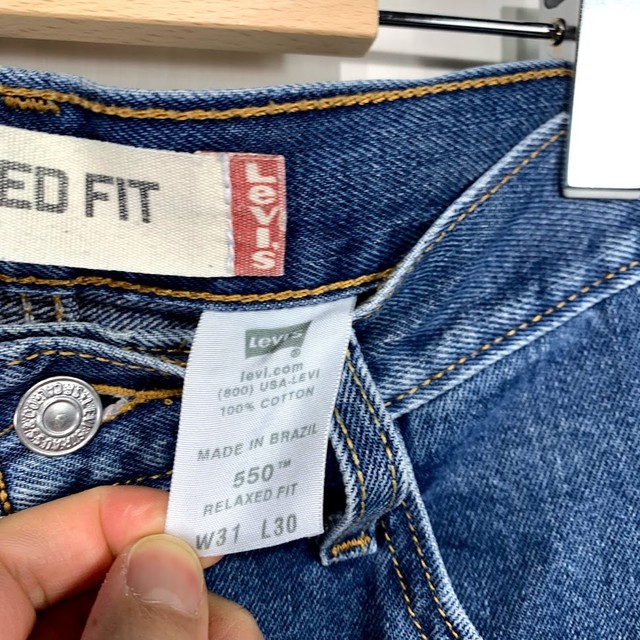 ED FIT
Levi's
Levi's
®
levi.com
(800) USA-LEVI
100% COTTON
MADE IN BRAZIL
550™
RELAXED FIT
W31 L30